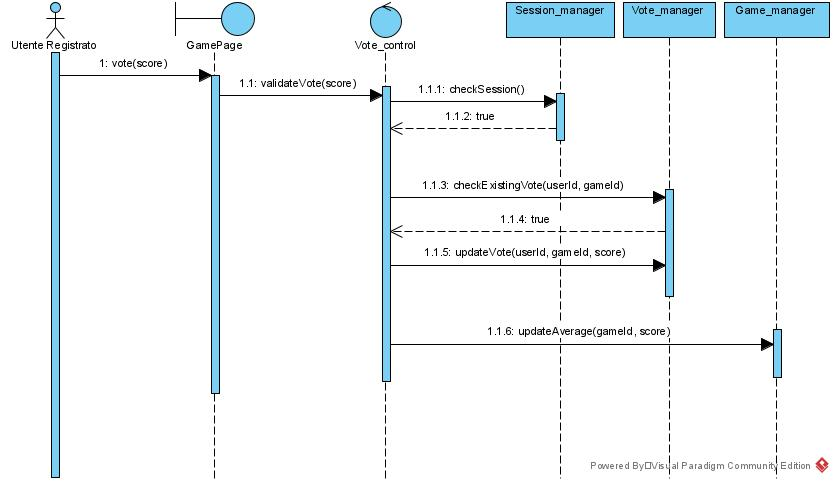 Utente Registrato
GamePage
Vote_control
Session_manager
Vote_manager
Game_manager
1: vote(score)
1.1: validateVote(score)
1.1.1: checkSession()
1.1.2: true
1.1.3: checkExistingVote(userId, gameId)
1.1.4: true
1.1.5: updateVote(userId, gameId, score)
1.1.6: updateAverage(gameId, score)
Powered By□Visual Paradigm Community Edition